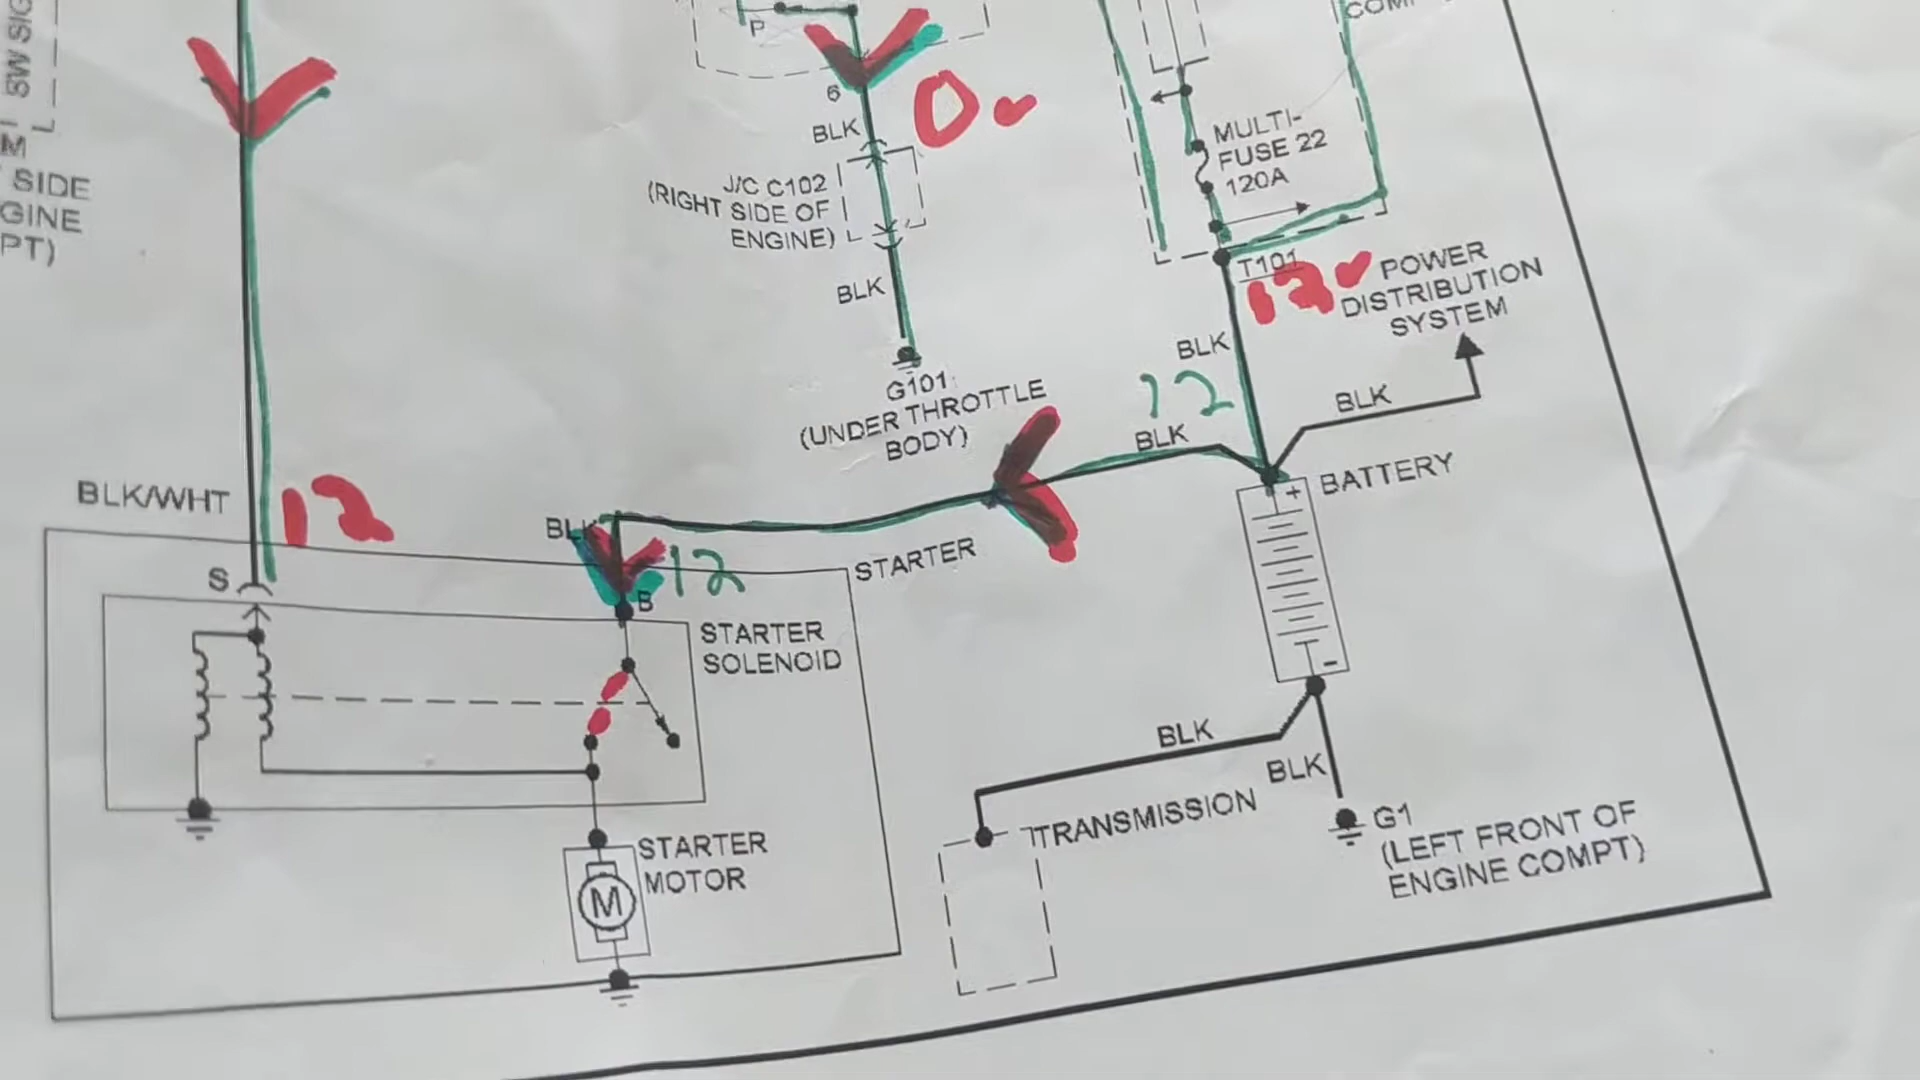 SW SIG
M
SIDE
GINE
PT)
P
6
BLK
0v
J/C C102
(RIGHT SIDE OF
ENGINE)
BLK
G101
(UNDER THROTTLE
BODY)
MULTI-
FUSE 22
120A
T101
12v
POWER
DISTRIBUTION
SYSTEM
BLK
BLK
12
BLK
BATTERY
+
-
BLK/WHT
12
S
BLK
12
B
STARTER
STARTER
SOLENOID
STARTER
MOTOR
M
BLK
BLK
TRANSMISSION
G1
(LEFT FRONT OF
ENGINE COMPT)